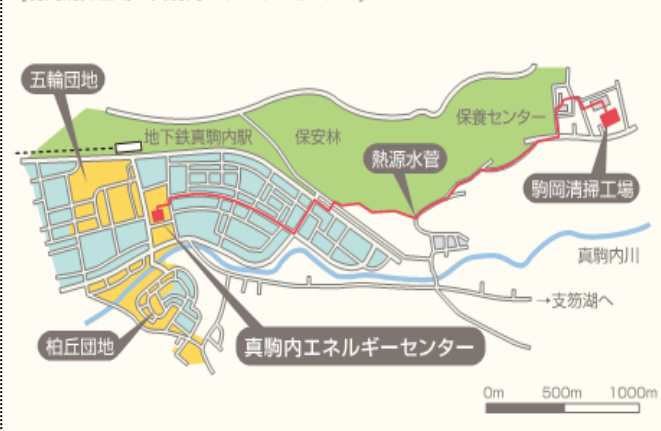 五輪団地
地下鉄真駒内駅
保安林
保養センター
熱源水菅
駒岡清掃工場
真駒内川
→支笏湖へ
柏丘団地
真駒内エネルギーセンター
0m 500m 1000m